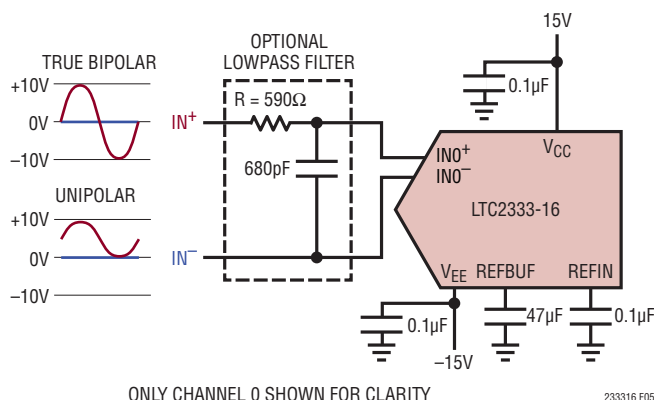 TRUE BIPOLAR
+10V
0V
–10V
UNIPOLAR
+10V
0V
–10V
IN+
IN–
OPTIONAL
LOWPASS FILTER
R = 590Ω
680pF
15V
0.1µF
VCC
IN0+
IN0–
LTC2333-16
VEE
REFBUF
REFIN
0.1µF
–15V
47µF
0.1µF
ONLY CHANNEL 0 SHOWN FOR CLARITY
233316 F05